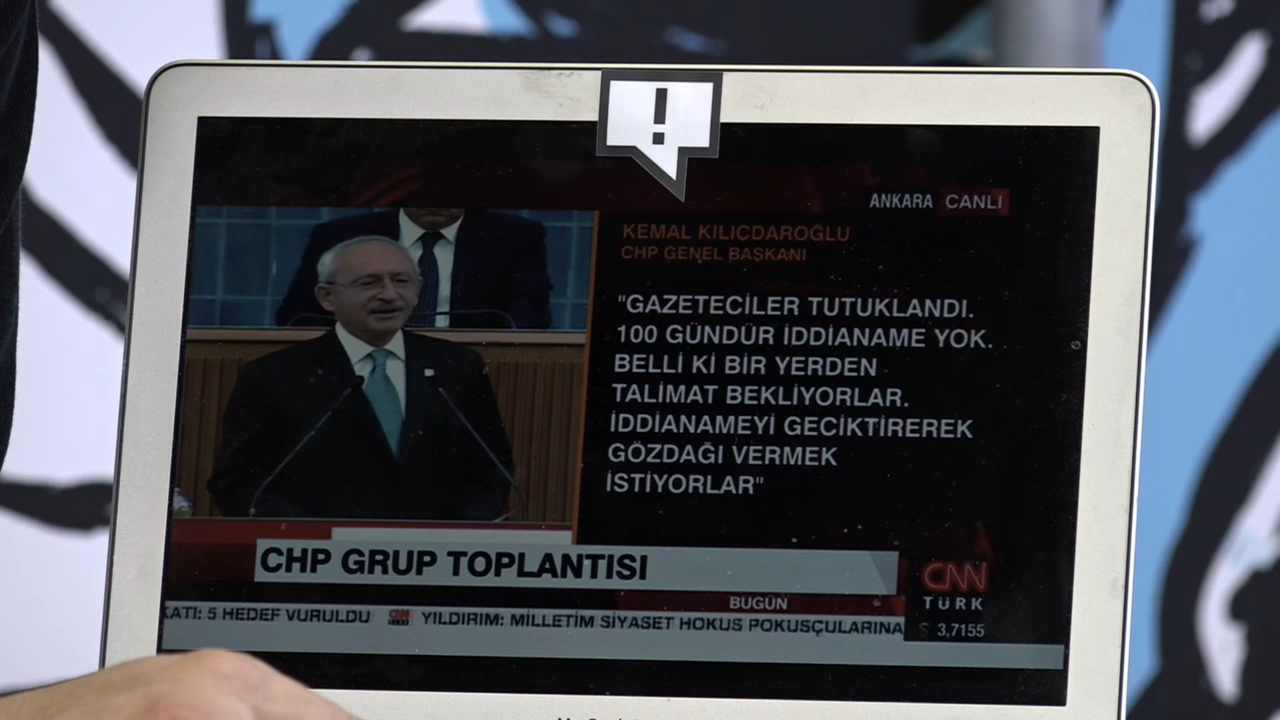 !
ANKARA CANLI
KEMAL KILIÇDAROĞLU
CHP GENEL BAŞKANI
"GAZETECİLER TUTUKLANDI.
100 GÜNDÜR İDDİANAME YOK.
BELLİ Kİ BİR YERDEN
TALİMAT BEKLİYORLAR.
İDDİANAMEYİ GECİKTİREREK
GÖZDAĞI VERMEK
İSTİYORLAR"
CHP GRUP TOPLANTISI
CNN
TÜRK
BUGÜN
KATI: 5 HEDEF VURULDU CNN TÜRK YILDIRIM: MİLLETİM SİYASET HOKUS POKUSÇULARINA
$ 3,7155